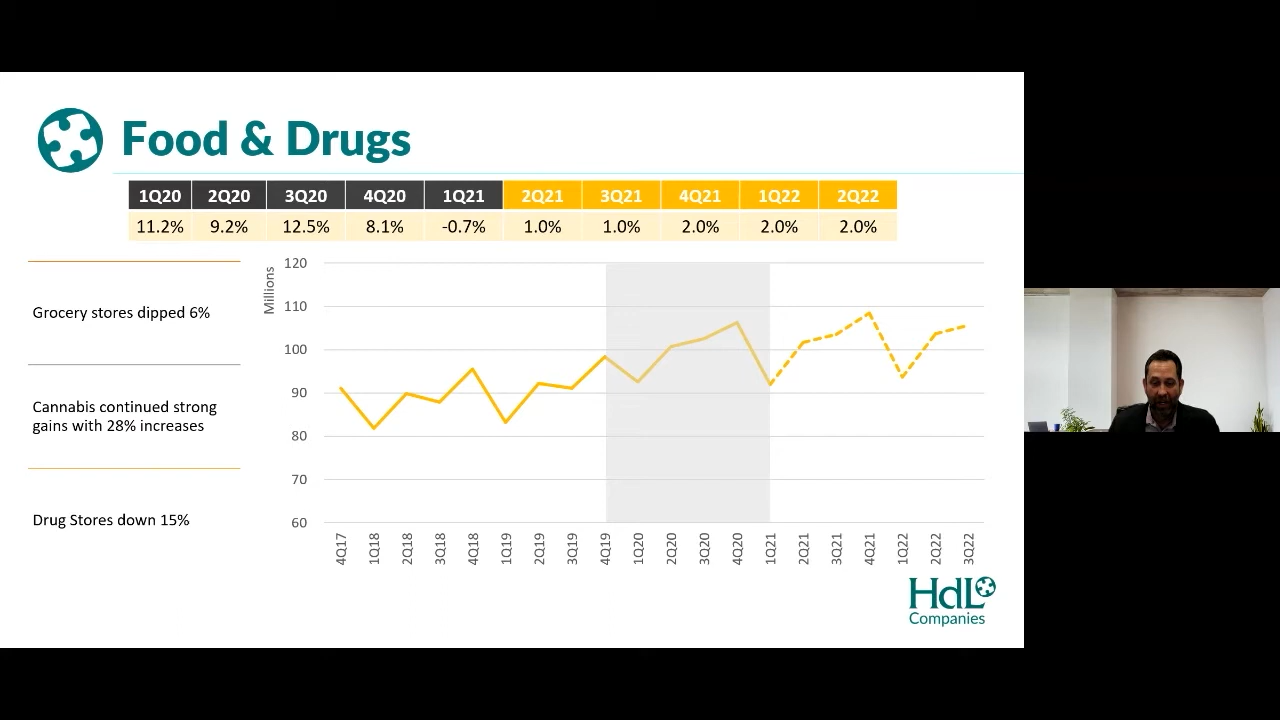 Food & Drugs
1Q20 2Q20 3Q20 4Q20 1Q21 2Q21 3Q21 4Q21 1Q22 2Q22
11.2% 9.2% 12.5% 8.1% -0.7% 1.0% 1.0% 2.0% 2.0% 2.0%
Grocery stores dipped 6%
Cannabis continued strong
gains with 28% increases
Drug Stores down 15%
Millions
120
110
100
90
80
70
60
4Q17 1Q18 2Q18 3Q18 4Q18 1Q19 2Q19 3Q19 4Q19 1Q20 2Q20 3Q20 4Q20 1Q21 2Q21 3Q21 4Q21 1Q22 2Q22 3Q22
HdL
Companies